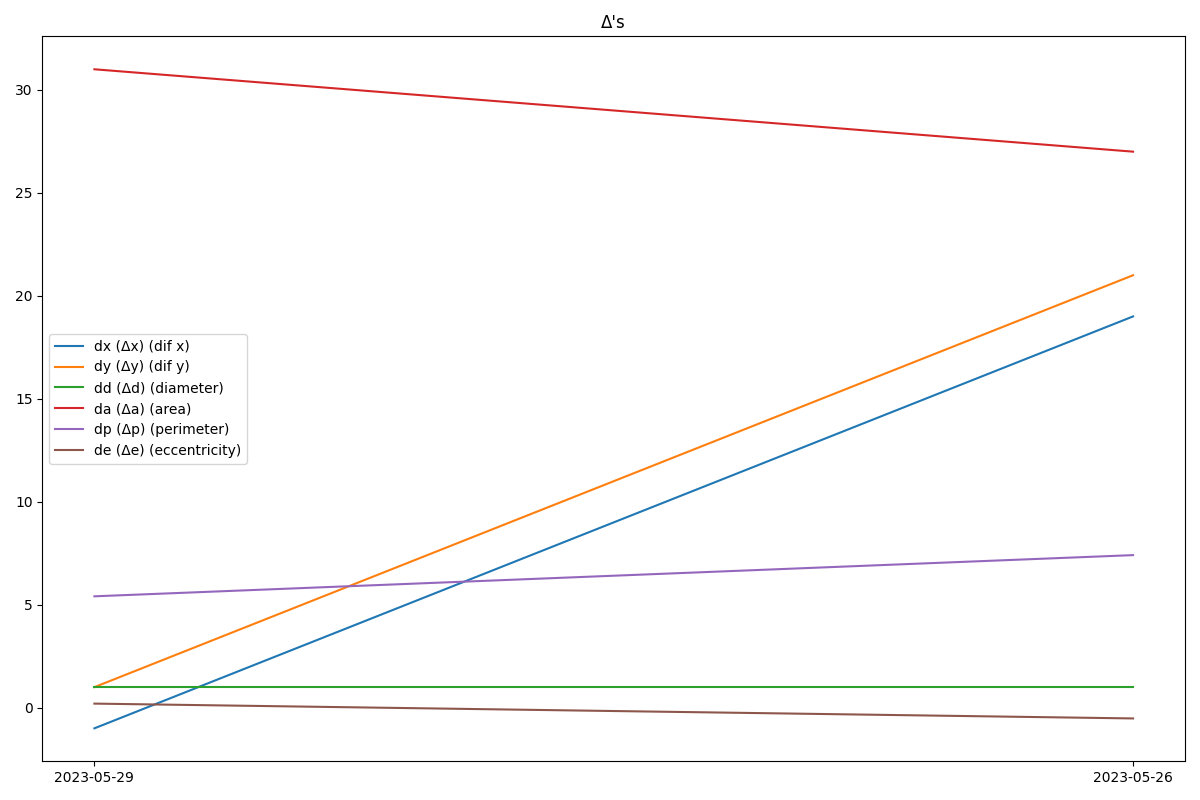 Δ's
30
25
20
15
10
5
0
dx (Δx) (dif x)
dy (Δy) (dif y)
dd (Δd) (diameter)
da (Δa) (area)
dp (Δp) (perimeter)
de (Δe) (eccentricity)
2023-05-29
2023-05-26